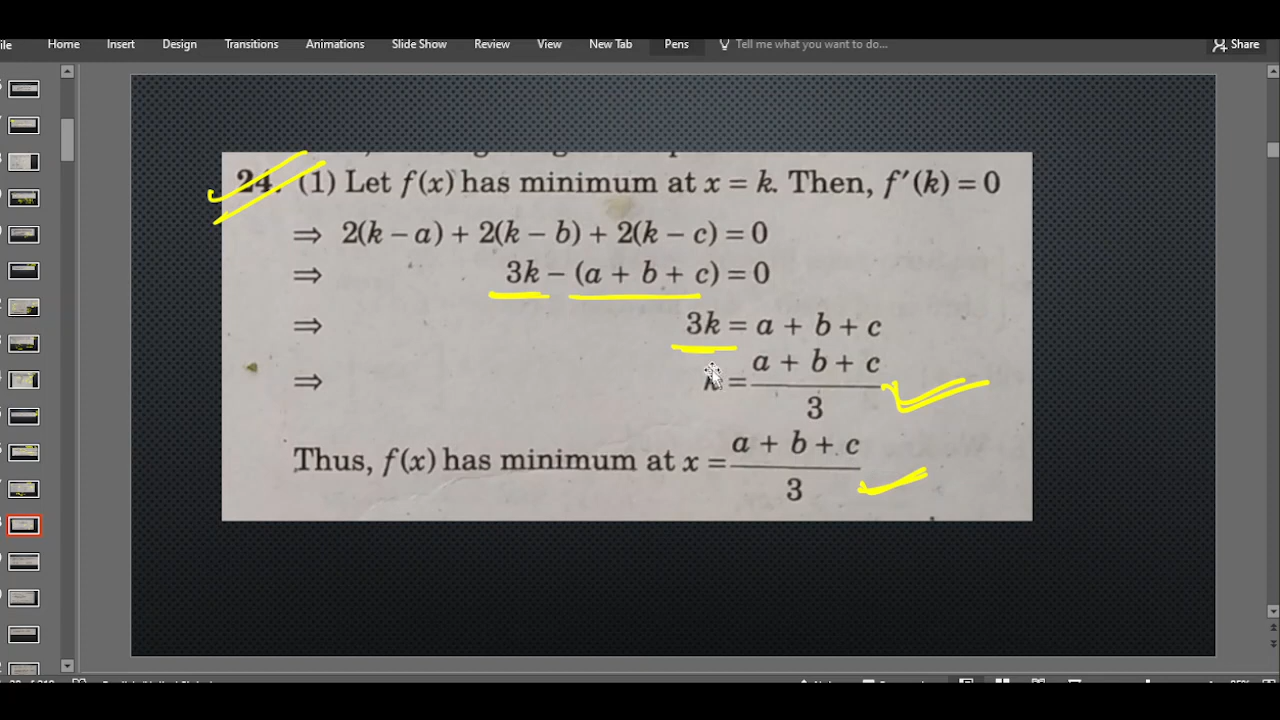 File Home Insert Design Transitions Animations Slide Show Review View New Tab Pens Tell me what you want to do... Share
24. (1) Let f(x) has minimum at x = k. Then, f′(k) = 0
⇒ 2(k − a) + 2(k − b) + 2(k − c) = 0
⇒ 3k − (a + b + c) = 0
⇒ 3k = a + b + c
⇒ k = (a + b + c)/3
Thus, f(x) has minimum at x = (a + b + c)/3